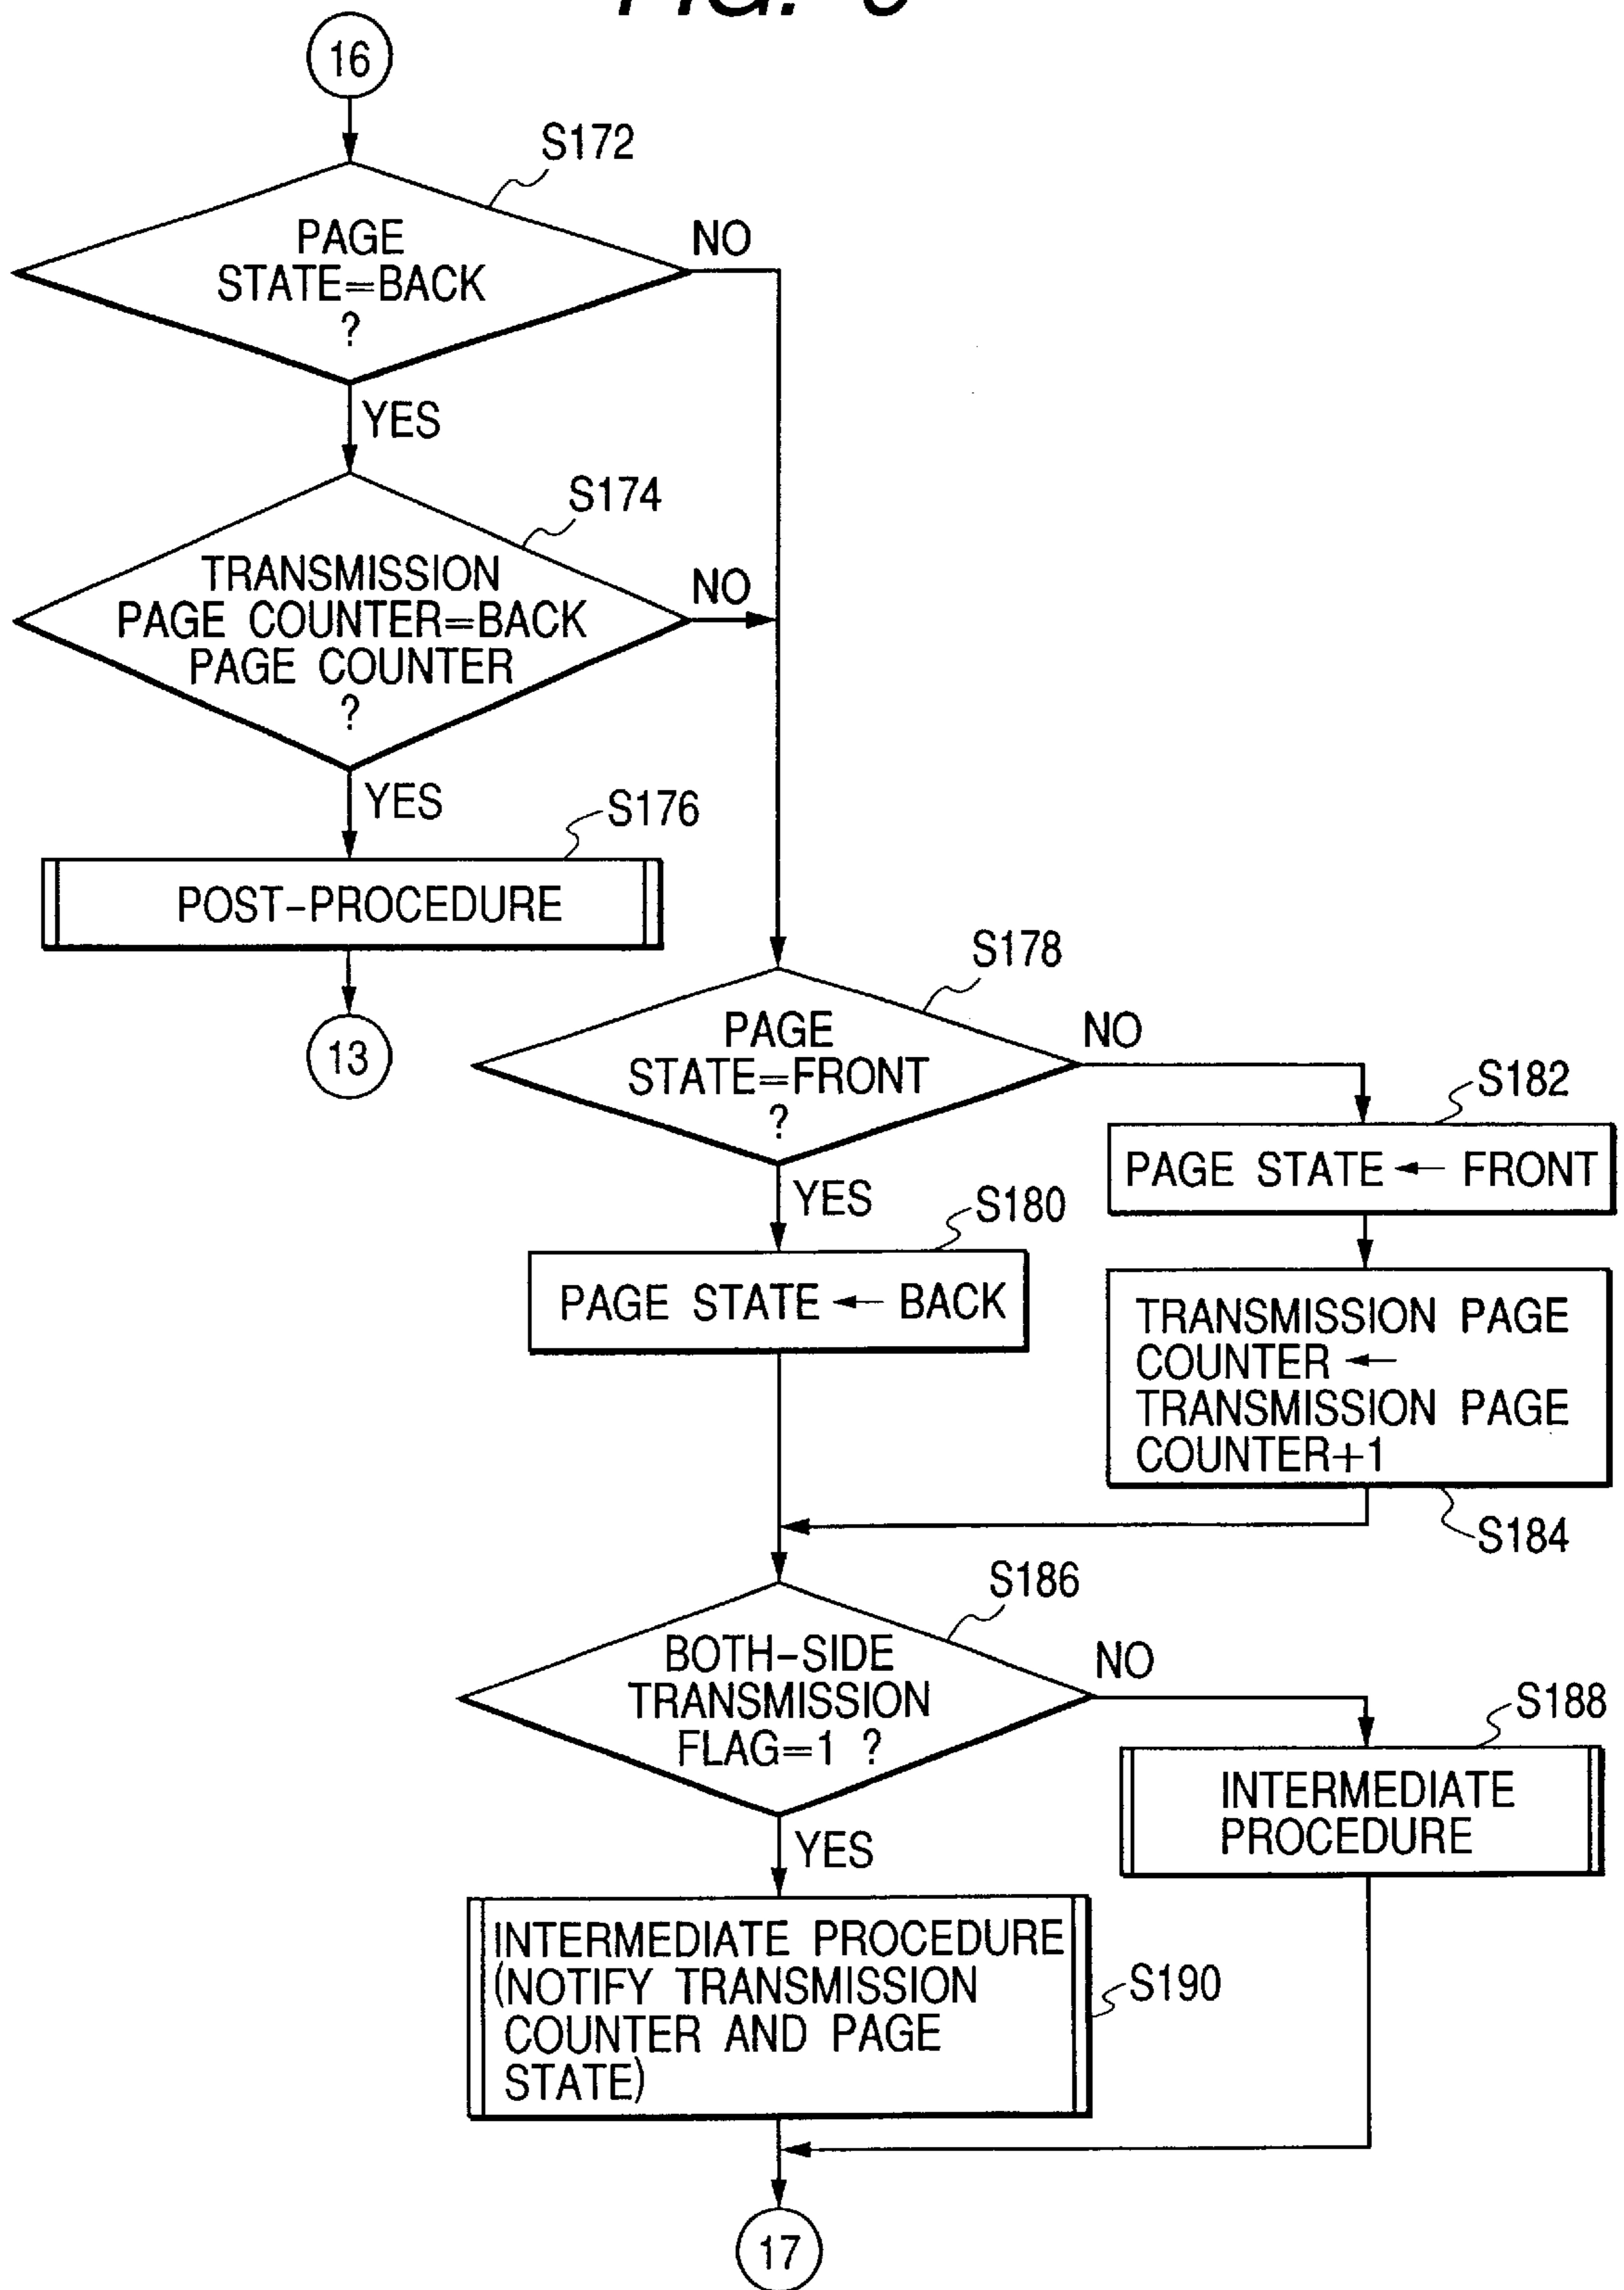 16
S172
PAGE
STATE=BACK
?
NO
YES
S174
TRANSMISSION
PAGE COUNTER=BACK
PAGE COUNTER
?
NO
YES
S176
POST-PROCEDURE
13
S178
PAGE
STATE=FRONT
?
NO
YES
S182
PAGE STATE ← FRONT
S180
PAGE STATE ← BACK
TRANSMISSION PAGE
COUNTER ←
TRANSMISSION PAGE
COUNTER+1
S184
S186
BOTH-SIDE
TRANSMISSION
FLAG=1 ?
NO
YES
S188
INTERMEDIATE
PROCEDURE
INTERMEDIATE PROCEDURE
(NOTIFY TRANSMISSION
COUNTER AND PAGE
STATE)
S190
17